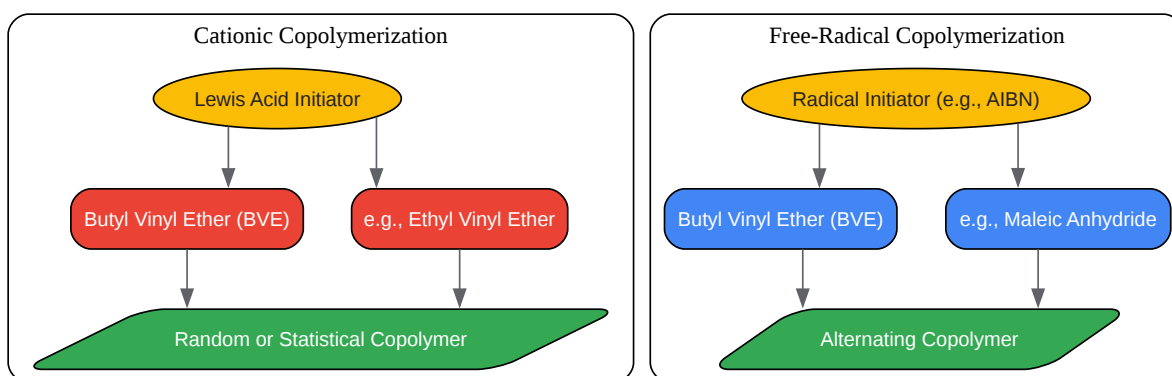 Cationic Copolymerization
Lewis Acid Initiator
Butyl Vinyl Ether (BVE)
e.g., Ethyl Vinyl Ether
Random or Statistical Copolymer
Free-Radical Copolymerization
Radical Initiator (e.g., AIBN)
Butyl Vinyl Ether (BVE)
e.g., Maleic Anhydride
Alternating Copolymer